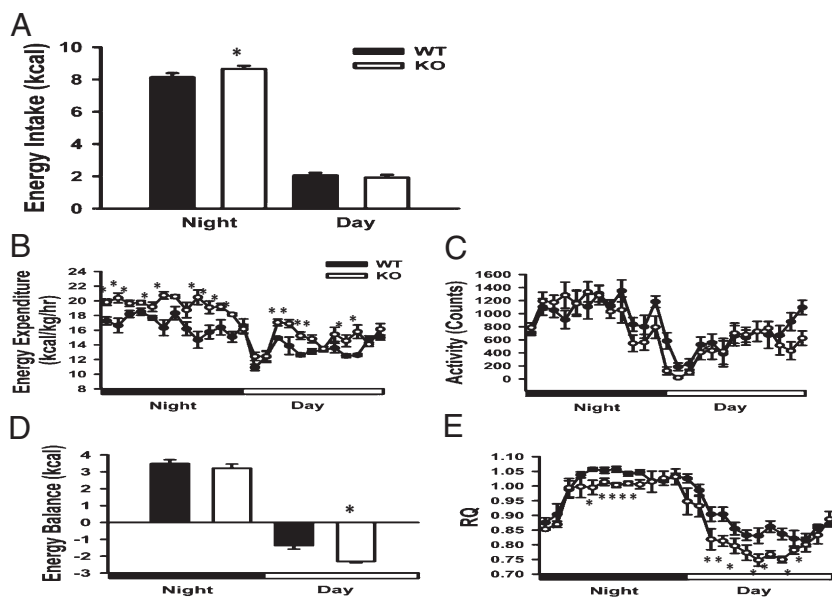 A
Energy Intake (kcal)
10
8
6
4
2
0
*
WT
KO
Night
Day
B
Energy Expenditure
(kcal/kg/hr)
24
22
20
18
16
14
12
10
8
* * * * * * * * *
* * * * * *
WT
KO
Night
Day
C
Activity (Counts)
1600
1400
1200
1000
800
600
400
200
0
Night
Day
D
Energy Balance (kcal)
4
3
2
1
0
-1
-2
-3
*
Night
Day
E
RQ
1.10
1.05
1.00
0.95
0.90
0.85
0.80
0.75
0.70
* * * * *
* * * * * * *
Night
Day